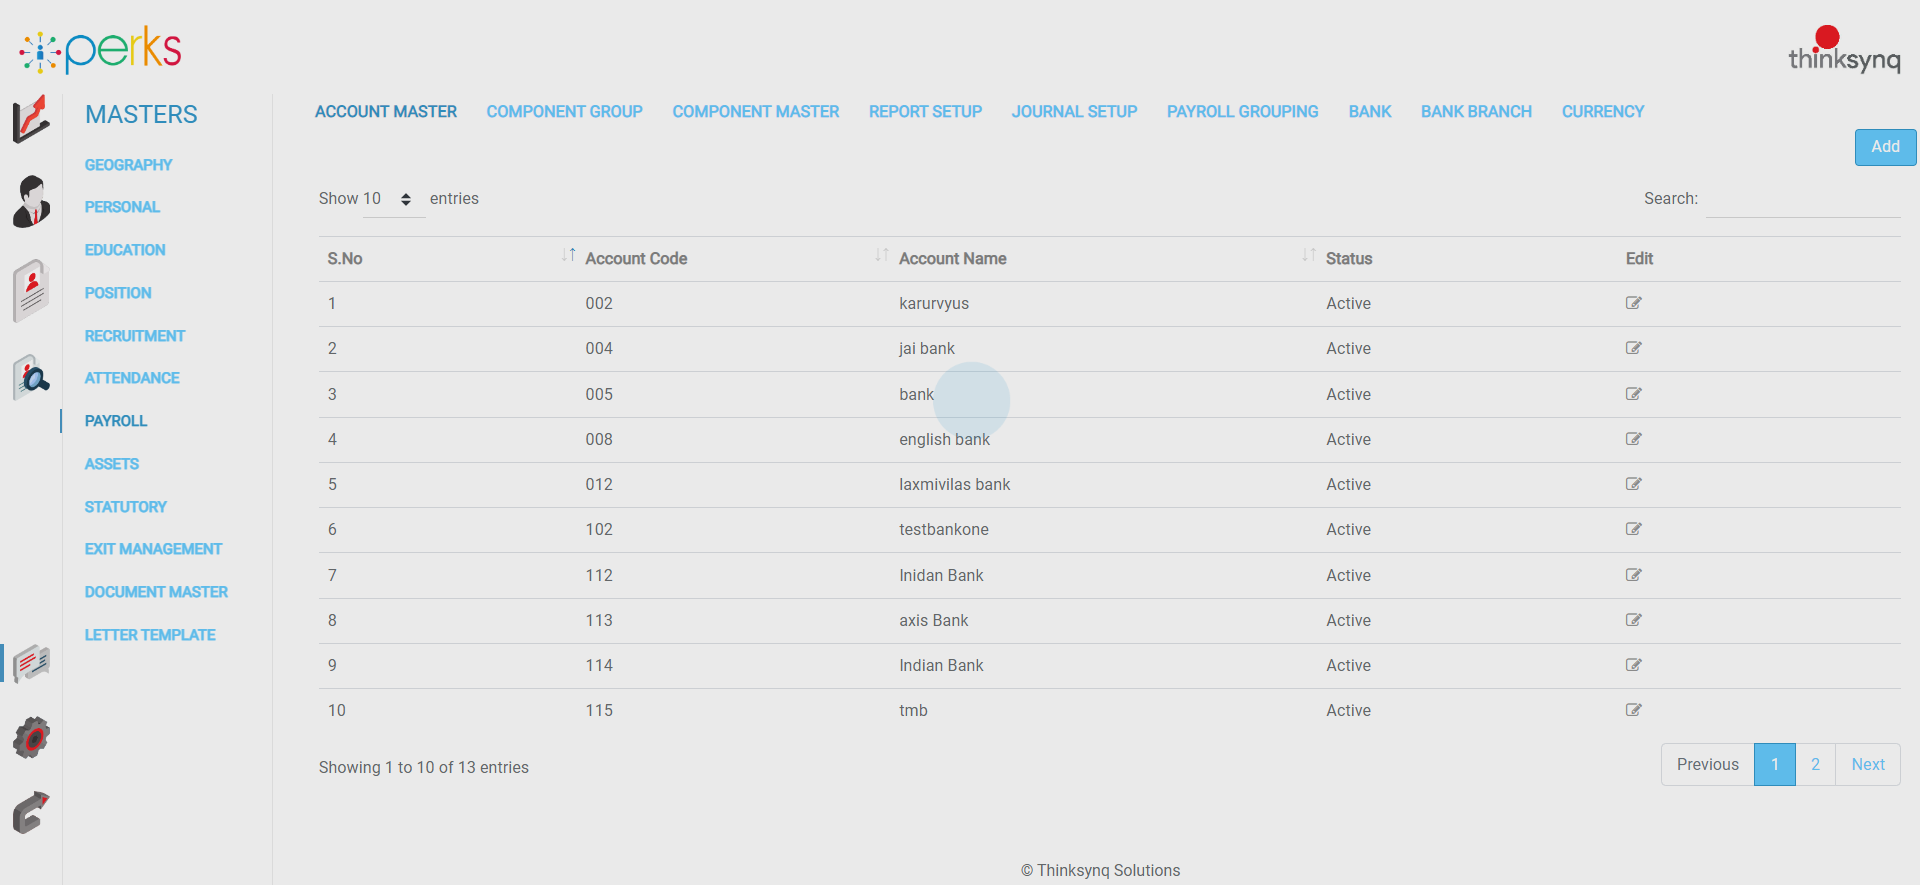 perks
thinksynq
MASTERS
GEOGRAPHY
PERSONAL
EDUCATION
POSITION
RECRUITMENT
ATTENDANCE
PAYROLL
ASSETS
STATUTORY
EXIT MANAGEMENT
DOCUMENT MASTER
LETTER TEMPLATE
ACCOUNT MASTER COMPONENT GROUP COMPONENT MASTER REPORT SETUP JOURNAL SETUP PAYROLL GROUPING BANK BANK BRANCH CURRENCY
Add
Show 10 entries Search:
S.No Account Code Account Name Status Edit
1 002 karurvyus Active
2 004 jai bank Active
3 005 bank Active
4 008 english bank Active
5 012 laxmivilas bank Active
6 102 testbankone Active
7 112 Inidan Bank Active
8 113 axis Bank Active
9 114 Indian Bank Active
10 115 tmb Active
Showing 1 to 10 of 13 entries Previous 1 2 Next
© Thinksynq Solutions